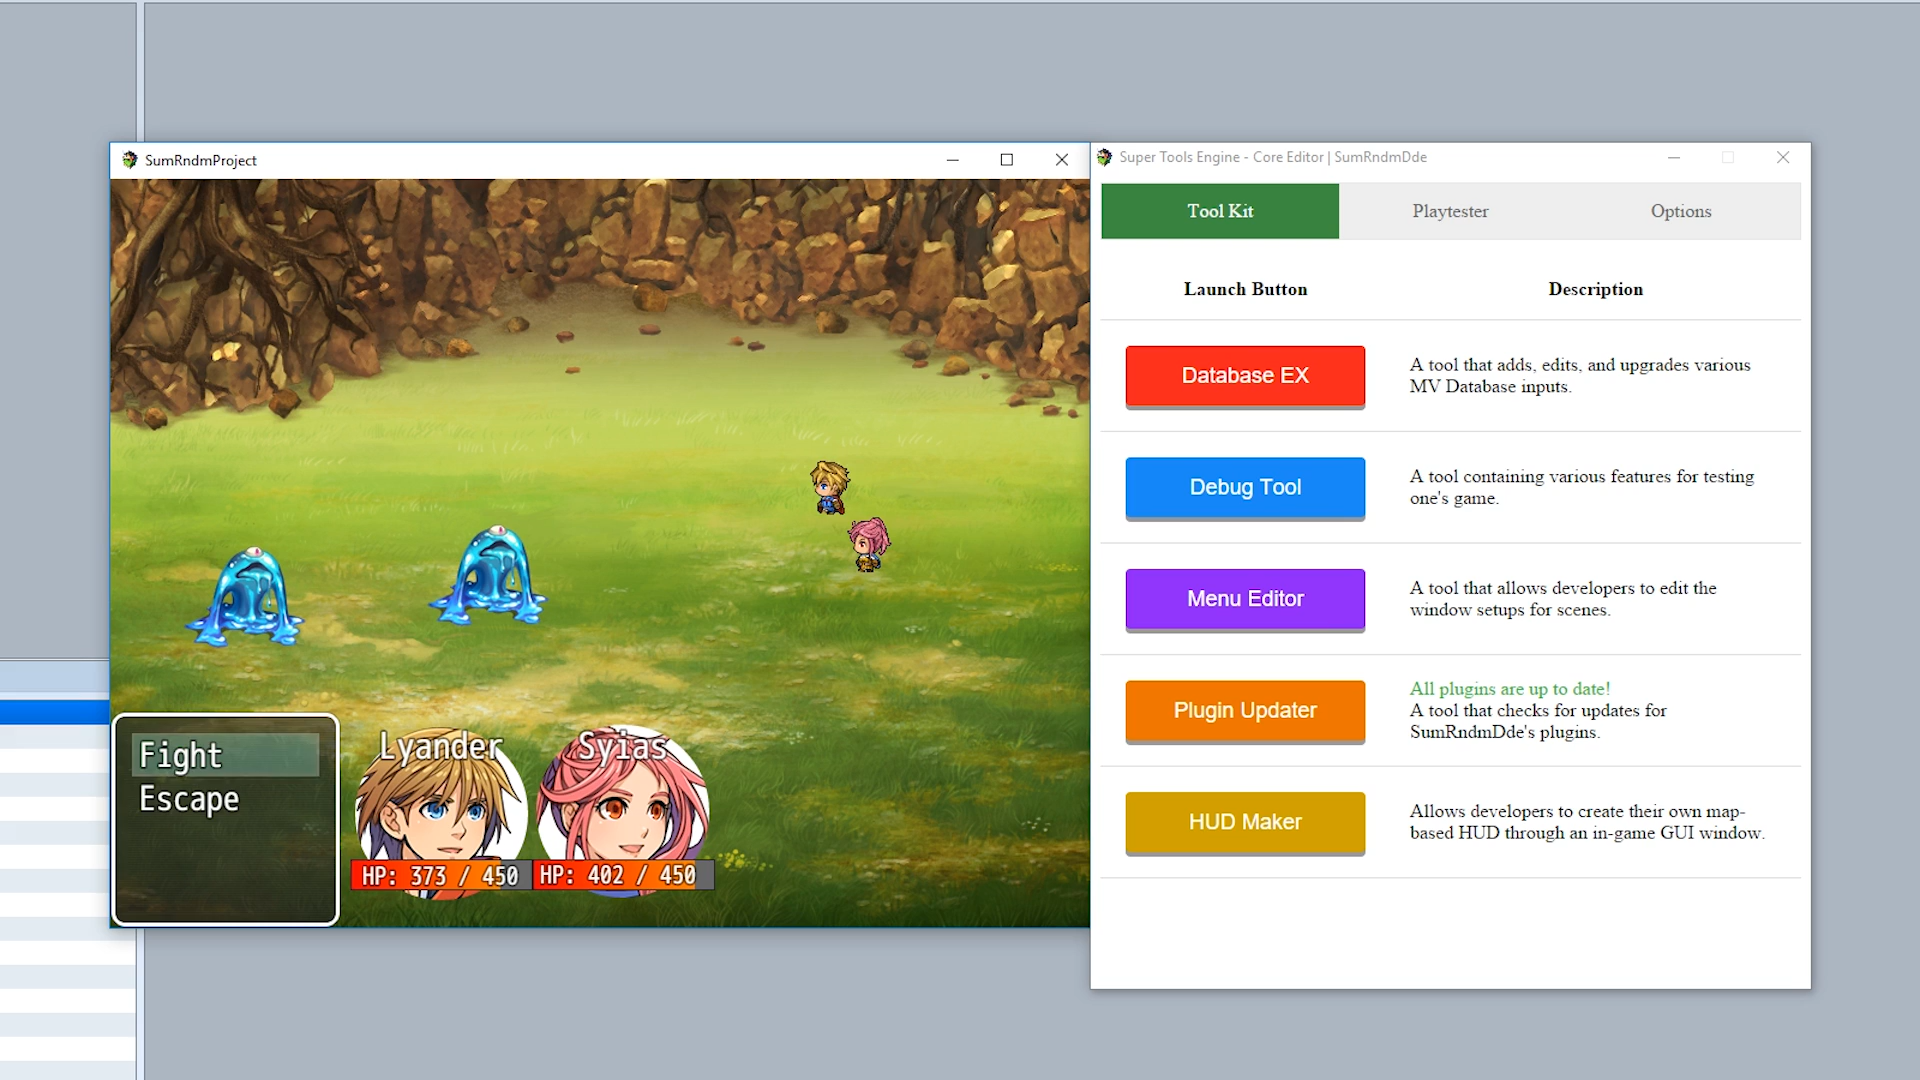 SumRndmProject
Fight
Escape
Lyander
Syias
HP: 373 / 450
HP: 402 / 450
Super Tools Engine - Core Editor | SumRndmDde
Tool Kit
Playtester
Options
Launch Button
Description
Database EX
A tool that adds, edits, and upgrades various
MV Database inputs.
Debug Tool
A tool containing various features for testing
one's game.
Menu Editor
A tool that allows developers to edit the
window setups for scenes.
Plugin Updater
All plugins are up to date!
A tool that checks for updates for
SumRndmDde's plugins.
HUD Maker
Allows developers to create their own map-
based HUD through an in-game GUI window.